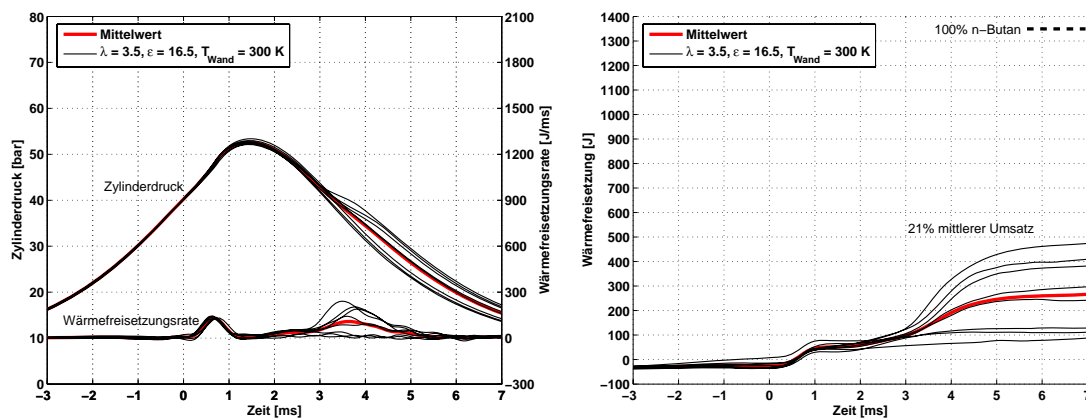 80
70
60
50
40
30
20
10
0
Zylinderdruck [bar]
2100
1800
1500
1200
900
600
300
0
−300
Wärmefreisetzungsrate [J/ms]
Mittelwert
λ = 3.5, ε = 16.5, TWand = 300 K
Zylinderdruck
Wärmefreisetzungsrate
−3 −2 −1 0 1 2 3 4 5 6 7
Zeit [ms]
1400
1300
1200
1100
1000
900
800
700
600
500
400
300
200
100
0
−100
Wärmefreisetzung [J]
Mittelwert
λ = 3.5, ε = 16.5, TWand = 300 K
100% n−Butan
21% mittlerer Umsatz
−3 −2 −1 0 1 2 3 4 5 6 7
Zeit [ms]